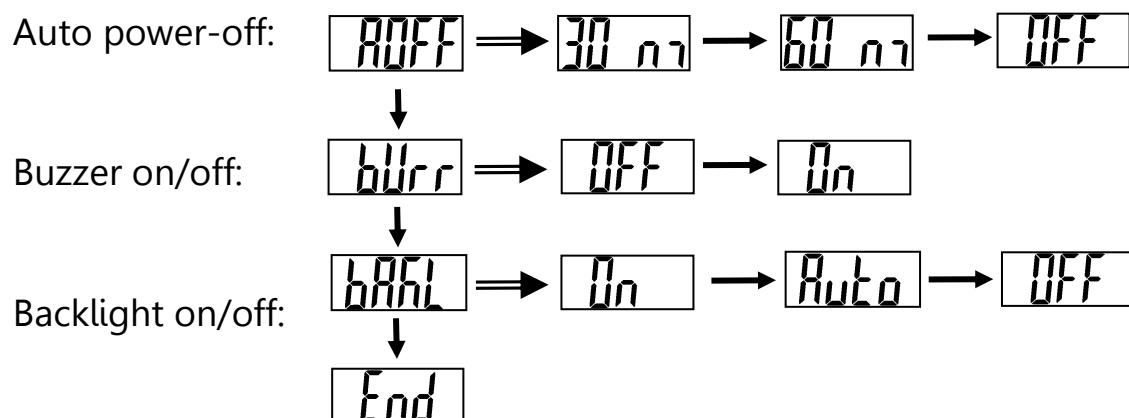 Auto power-off: AOFF 30 m 60 m OFF
Buzzer on/off: bUrr OFF On
bAKL On Auto OFF
Backlight on/off:
End